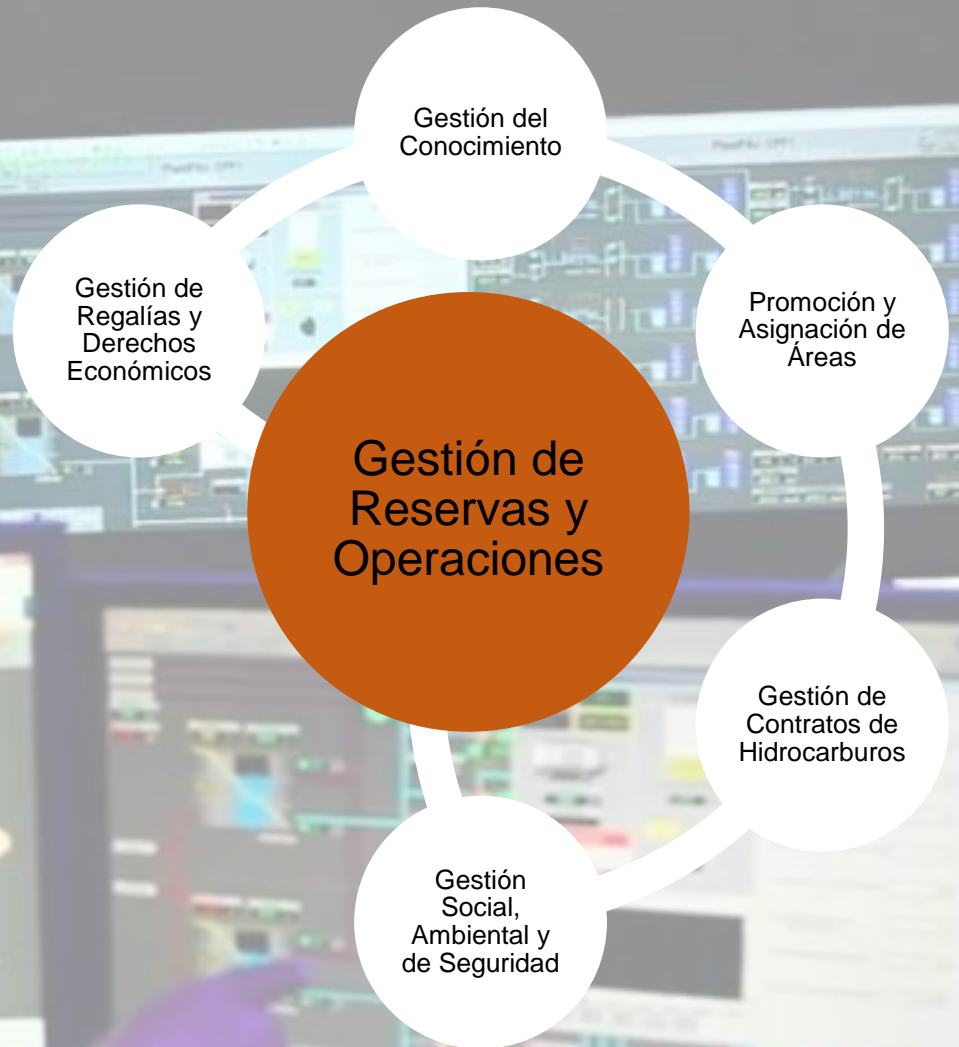 Gestión del
Conocimiento
Promoción y
Asignación de
Áreas
Gestión de
Contratos de
Hidrocarburos
Gestión
Social,
Ambiental y
de Seguridad
Gestión de
Regalías y
Derechos
Económicos
Gestión de
Reservas y
Operaciones